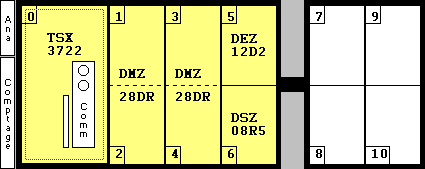 Ana
Comptage
0
TSX
3722
Comm
1
DMZ
28DR
2
3
DMZ
28DR
4
5
DEZ
12D2
DSZ
08R5
6
7
8
9
10